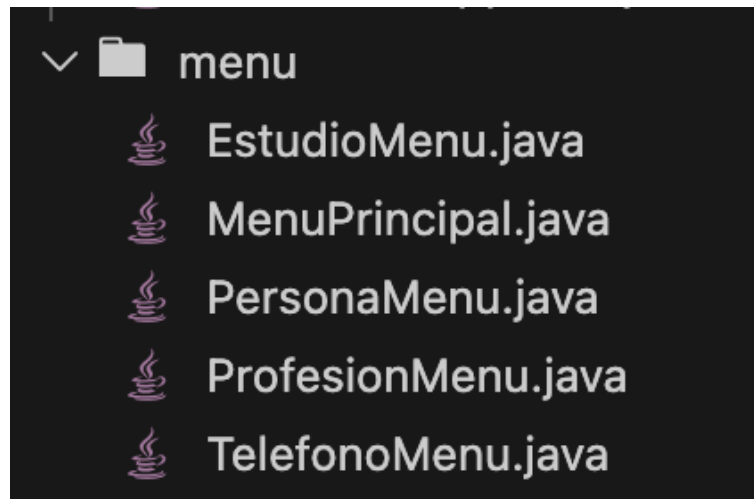 menu
EstudioMenu.java
MenuPrincipal.java
PersonaMenu.java
ProfesionMenu.java
TelefonoMenu.java